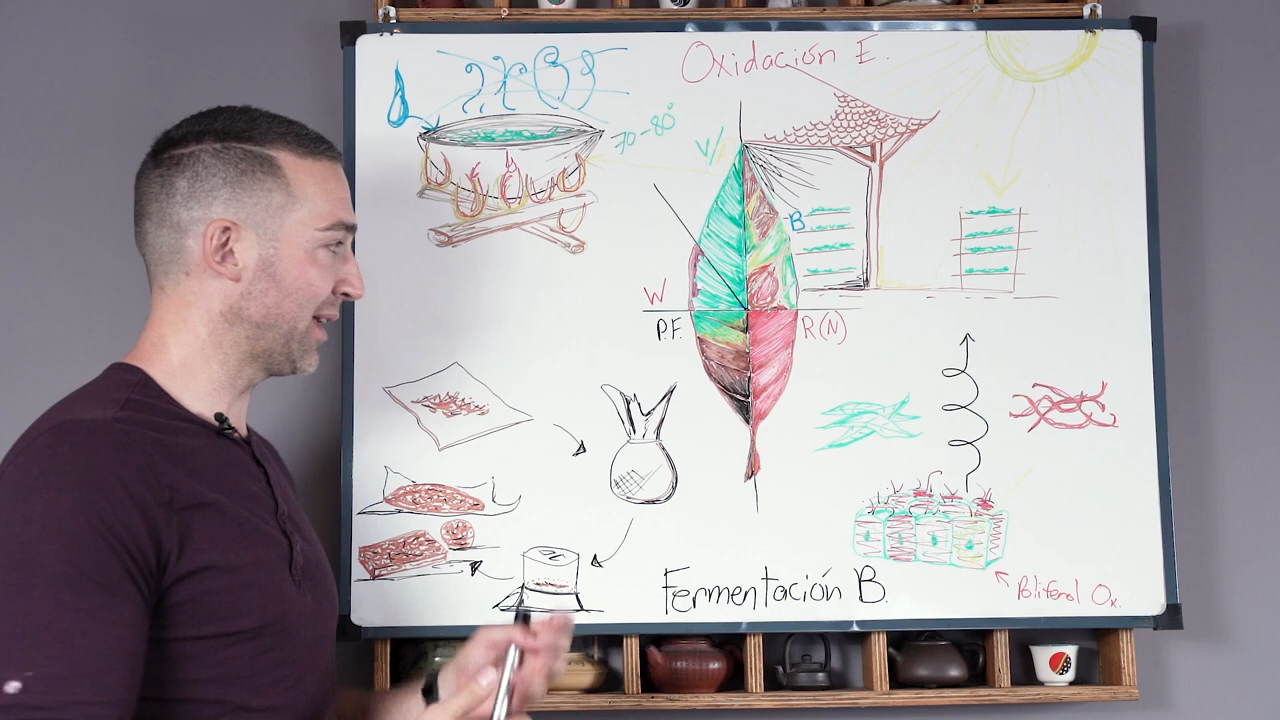 Oxidación E.
70-80°
V/
B
W
P.F.
R(N)
Fermentación B.
Polifenol Ox.